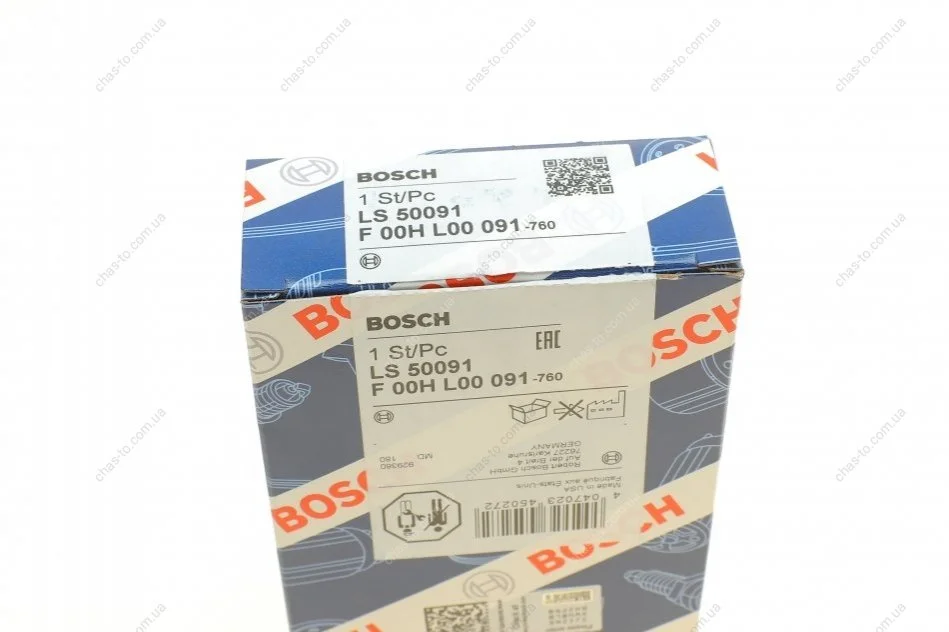 BOSCH
1 St/Pc
LS 50091
F 00H L00 091-760
BOSCH
1 St/Pc
EAC
LS 50091
F 00H L00 091-760
Fabriqué aux Etats-Unis
Made in USA
Robert Bosch GmbH
Auf der Breit 4
76227 Karlsruhe
GERMANY
929360
MD: 180
4 047023 450272
BOSCH
BOSCH
BOSCH
BOSCH
chas-to.com.ua